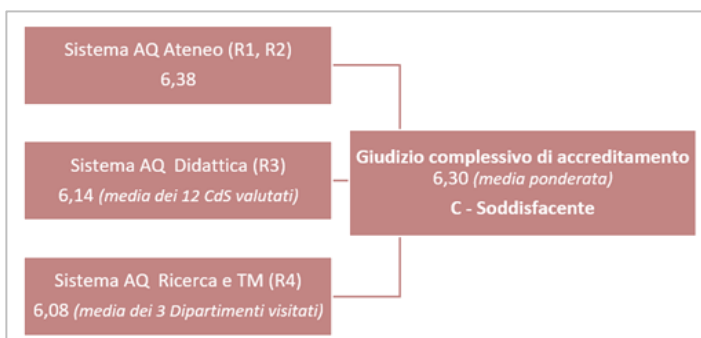 Sistema AQ Ateneo (R1, R2)
6,38
Sistema AQ Didattica (R3)
6,14 (media dei 12 CdS valutati)
Sistema AQ Ricerca e TM (R4)
6,08 (media dei 3 Dipartimenti visitati)
Giudizio complessivo di accreditamento
6,30 (media ponderata)
C - Soddisfacente